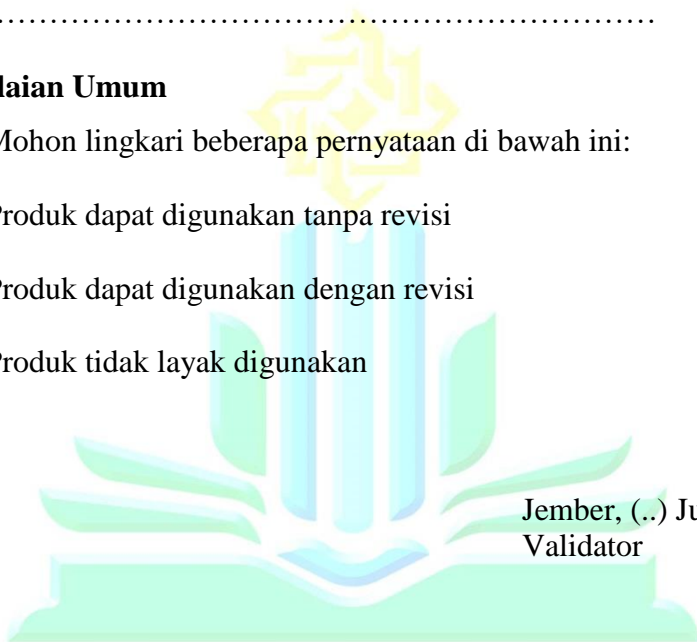 ……………………………………………………………
laian Umum
Mohon lingkari beberapa pernyataan di bawah ini:
Produk dapat digunakan tanpa revisi
Produk dapat digunakan dengan revisi
Produk tidak layak digunakan
Jember, (..) Ju
Validator